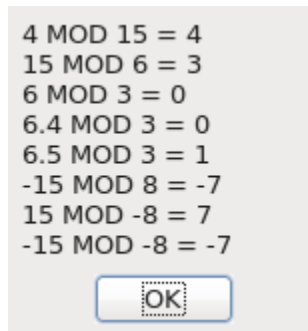 4 MOD 15 = 4
15 MOD 6 = 3
6 MOD 3 = 0
6.4 MOD 3 = 0
6.5 MOD 3 = 1
-15 MOD 8 = -7
15 MOD -8 = 7
-15 MOD -8 = -7
OK